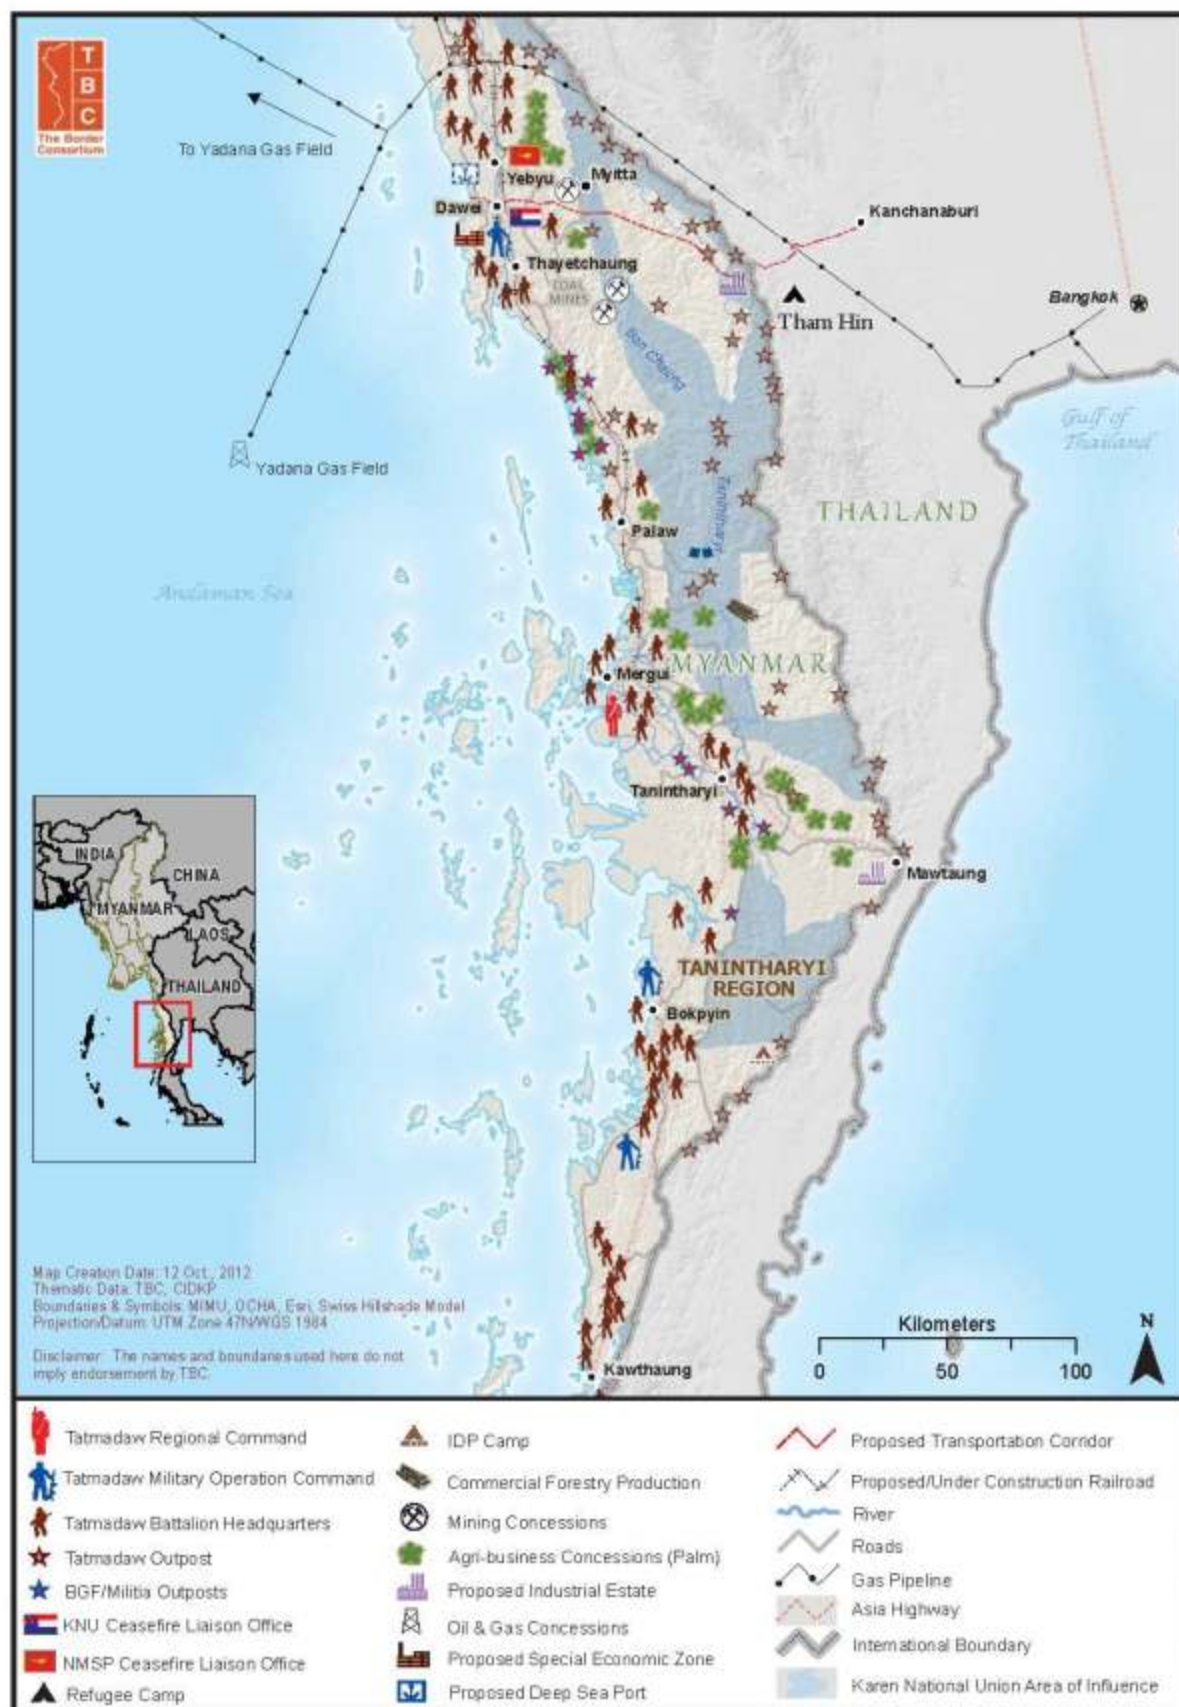 T
B
C
The Border
Consortium
To Yadana Gas Field
Yebyu
Myitta
Dawei
Kanchanaburi
Thayetchaung
COAL
MINES
Bangkok
Tham Hin
Ban Chaung
Gulf of
Thailand
Yadana Gas Field
Tanintharyi
THAILAND
Palaw
Andaman Sea
MYANMAR
Mergui
Tanintharyi
Mawtaung
INDIA
CHINA
MYANMAR
LAOS
THAILAND
TANINTHARYI
REGION
Bokpyin
Map Creation Date: 12 Oct., 2012
Thematic Data: TBC, CIDKP
Boundaries & Symbols: MIMU, OCHA, Esri, Swiss Hillshade Model
Projection/Datum: UTM Zone 47N/WGS 1984
Disclaimer: The names and boundaries used here do not
imply endorsement by TBC.
Kawthaung
Kilometers
0 50 100
N
Tatmadaw Regional Command
Tatmadaw Military Operation Command
Tatmadaw Battalion Headquarters
Tatmadaw Outpost
BGF/Militia Outposts
KNU Ceasefire Liaison Office
NMSP Ceasefire Liaison Office
Refugee Camp
IDP Camp
Commercial Forestry Production
Mining Concessions
Agri-business Concessions (Palm)
Proposed Industrial Estate
Oil & Gas Concessions
Proposed Special Economic Zone
Proposed Deep Sea Port
Proposed Transportation Corridor
Proposed/Under Construction Railroad
River
Roads
Gas Pipeline
Asia Highway
International Boundary
Karen National Union Area of Influence